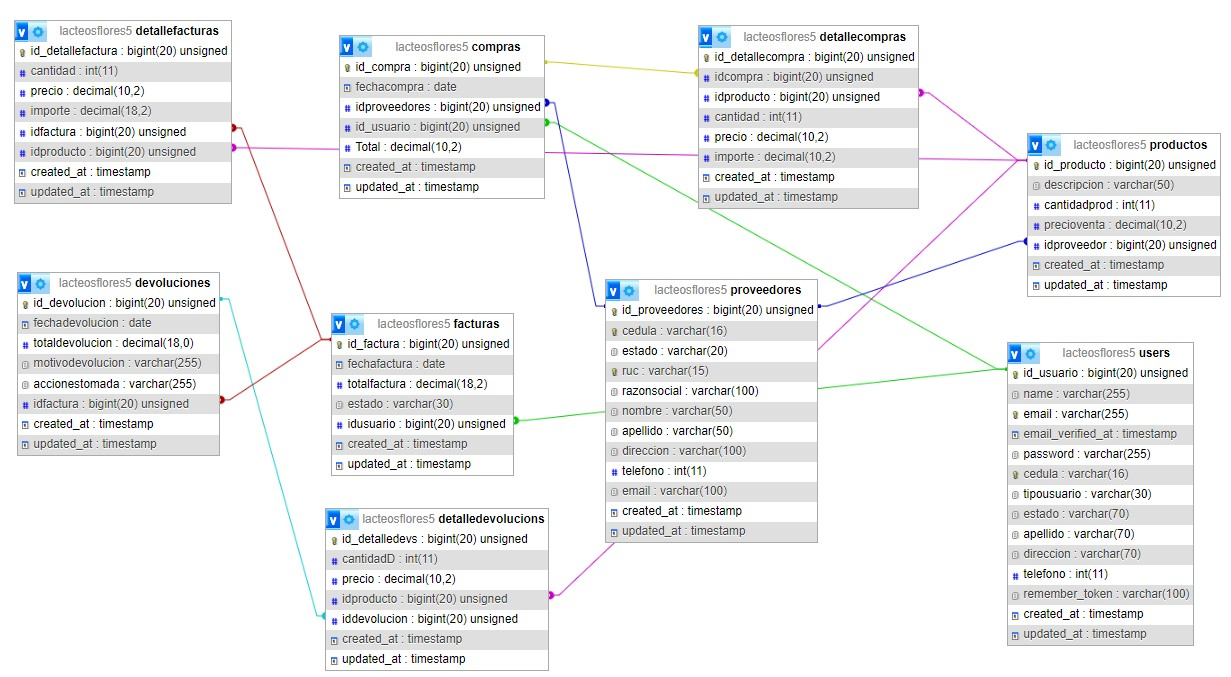 lacteosflores5 detallefacturas
id_detallefactura : bigint(20) unsigned
cantidad : int(11)
precio : decimal(10,2)
importe : decimal(18,2)
idfactura : bigint(20) unsigned
idproducto : bigint(20) unsigned
created_at : timestamp
updated_at : timestamp
lacteosflores5 compras
id_compra : bigint(20) unsigned
fechacompra : date
idproveedores : bigint(20) unsigned
id_usuario : bigint(20) unsigned
Total : decimal(10,2)
created_at : timestamp
updated_at : timestamp
lacteosflores5 detallecompras
id_detallecompra : bigint(20) unsigned
idcompra : bigint(20) unsigned
idproducto : bigint(20) unsigned
cantidad : int(11)
precio : decimal(10,2)
importe : decimal(10,2)
created_at : timestamp
updated_at : timestamp
lacteosflores5 productos
id_producto : bigint(20) unsigned
descripcion : varchar(50)
cantidadprod : int(11)
precioventa : decimal(10,2)
idproveedor : bigint(20) unsigned
created_at : timestamp
updated_at : timestamp
lacteosflores5 devoluciones
id_devolucion : bigint(20) unsigned
fechadevolucion : date
totaldevolucion : decimal(18,0)
motivodevolucion : varchar(255)
accionestomada : varchar(255)
idfactura : bigint(20) unsigned
created_at : timestamp
updated_at : timestamp
lacteosflores5 facturas
id_factura : bigint(20) unsigned
fechafactura : date
totalfactura : decimal(18,2)
estado : varchar(30)
idusuario : bigint(20) unsigned
created_at : timestamp
updated_at : timestamp
lacteosflores5 proveedores
id_proveedores : bigint(20) unsigned
cedula : varchar(16)
estado : varchar(20)
ruc : varchar(15)
razonsocial : varchar(100)
nombre : varchar(50)
apellido : varchar(50)
direccion : varchar(100)
telefono : int(11)
email : varchar(100)
created_at : timestamp
updated_at : timestamp
lacteosflores5 users
id_usuario : bigint(20) unsigned
name : varchar(255)
email : varchar(255)
email_verified_at : timestamp
password : varchar(255)
cedula : varchar(16)
tipousuario : varchar(30)
estado : varchar(70)
apellido : varchar(70)
direccion : varchar(70)
telefono : int(11)
remember_token : varchar(100)
created_at : timestamp
updated_at : timestamp
lacteosflores5 detalledevolucions
id_detalledevs : bigint(20) unsigned
cantidadD : int(11)
precio : decimal(10,2)
idproducto : bigint(20) unsigned
iddevolucion : bigint(20) unsigned
created_at : timestamp
updated_at : timestamp